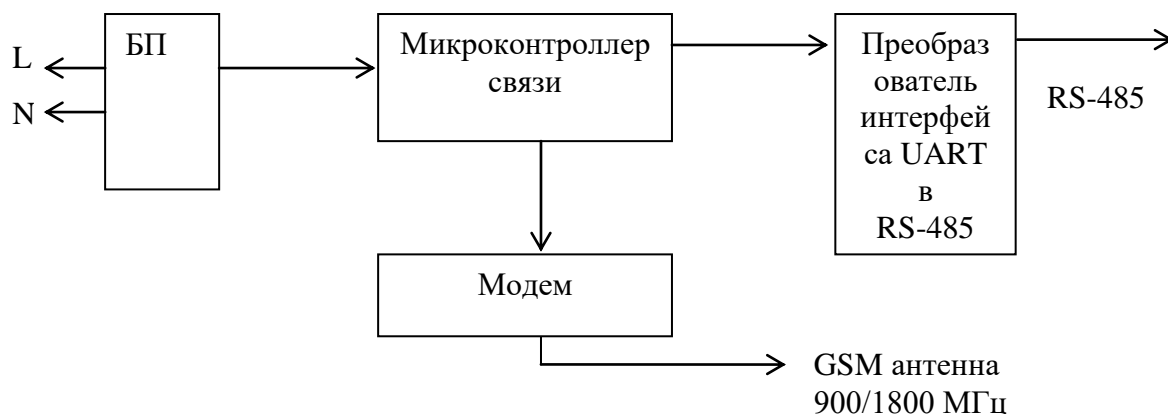 L
N
БП
Микроконтроллер
связи
Преобраз
ователь
интерфей
са UART
в
RS-485
RS-485
Модем
GSM антенна
900/1800 МГц